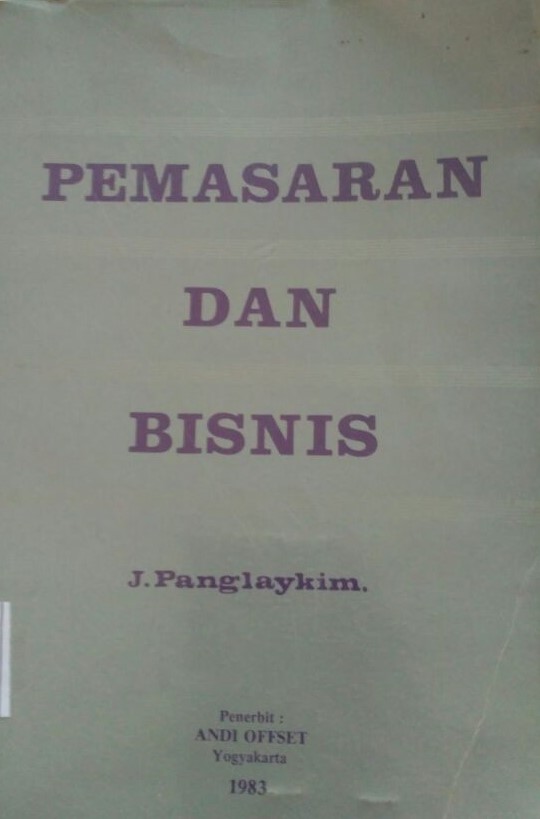 PEMASARAN
DAN
BISNIS
J. Panglaykim.
Penerbit :
ANDI OFFSET
Yogyakarta
1983